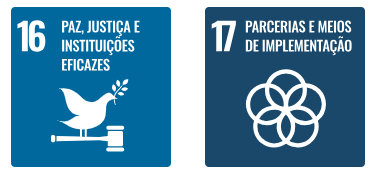 16
PAZ, JUSTIÇA E
INSTITUIÇÕES
EFICAZES
17
PARCERIAS E MEIOS
DE IMPLEMENTAÇÃO